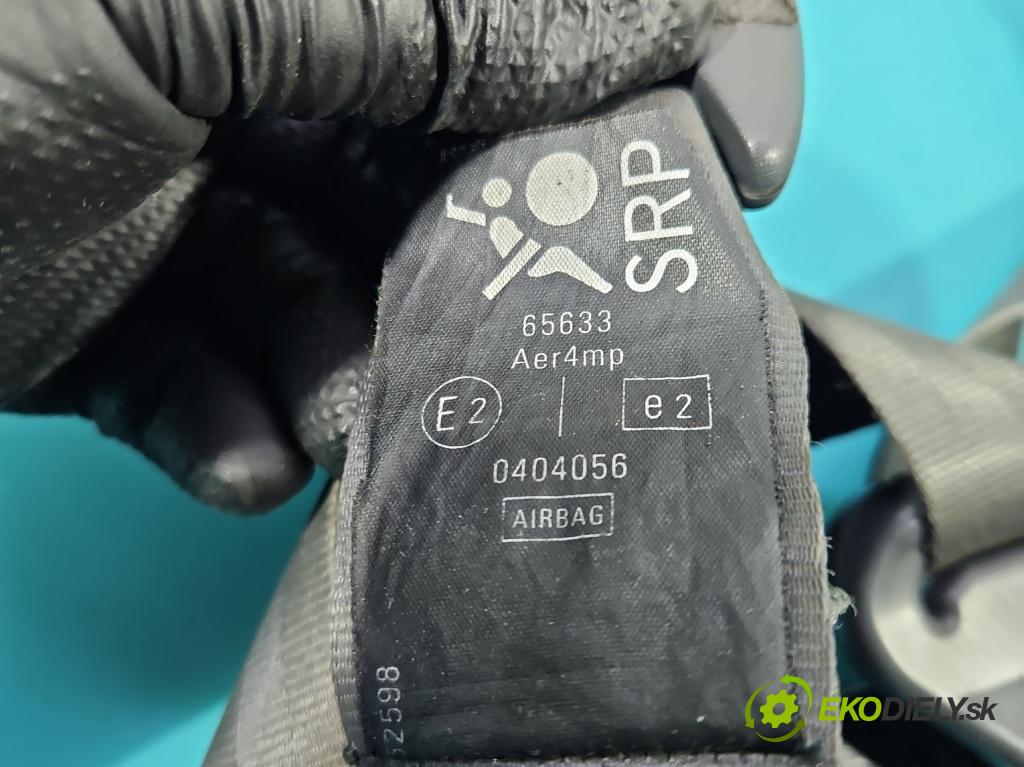 SRP
65633
Aer4mp
E2
e2
0404056
AIRBAG
62598
EKODIELY.sk